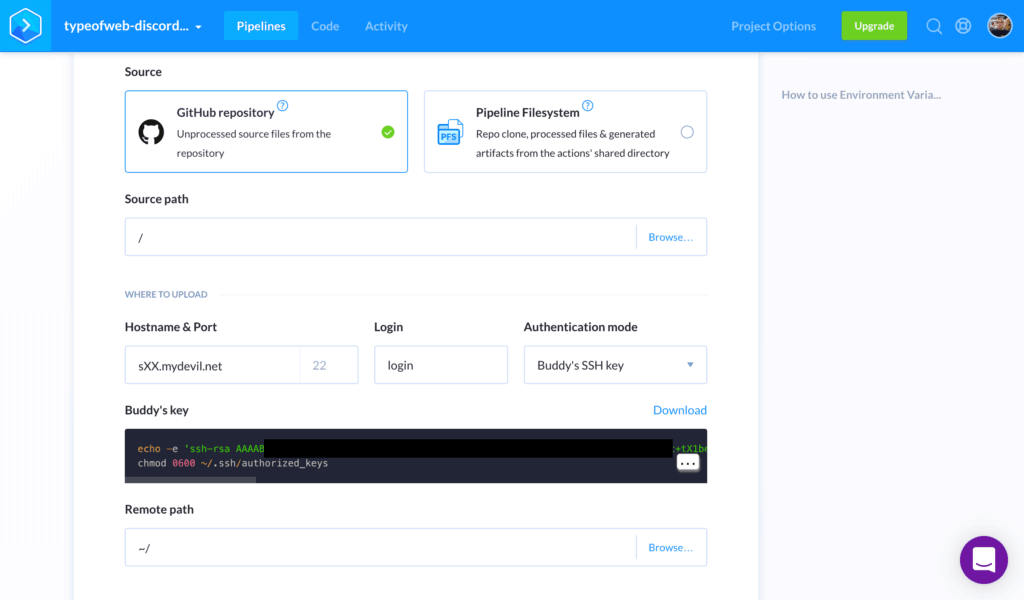 typeofweb-discord...
Pipelines
Code
Activity
Project Options
Upgrade
Source
GitHub repository ?
Unprocessed source files from the
repository
PFS
Pipeline Filesystem ?
Repo clone, processed files & generated
artifacts from the actions' shared directory
How to use Environment Varia...
Source path
/
Browse...
WHERE TO UPLOAD
Hostname & Port
Login
Authentication mode
sXX.mydevil.net
22
login
Buddy's SSH key
Buddy's key
Download
echo -e 'ssh-rsa AAAAB
chmod 0600 ~/.ssh/authorized_keys
...
Remote path
~/
Browse...